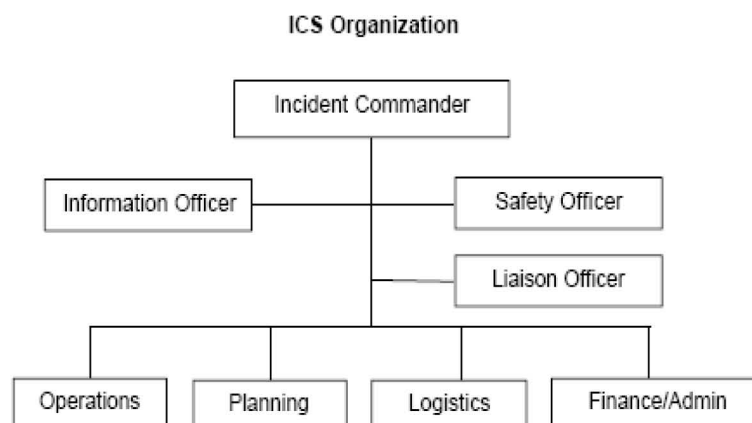 ICS Organization
Incident Commander
Information Officer
Safety Officer
Liaison Officer
Operations
Planning
Logistics
Finance/Admin